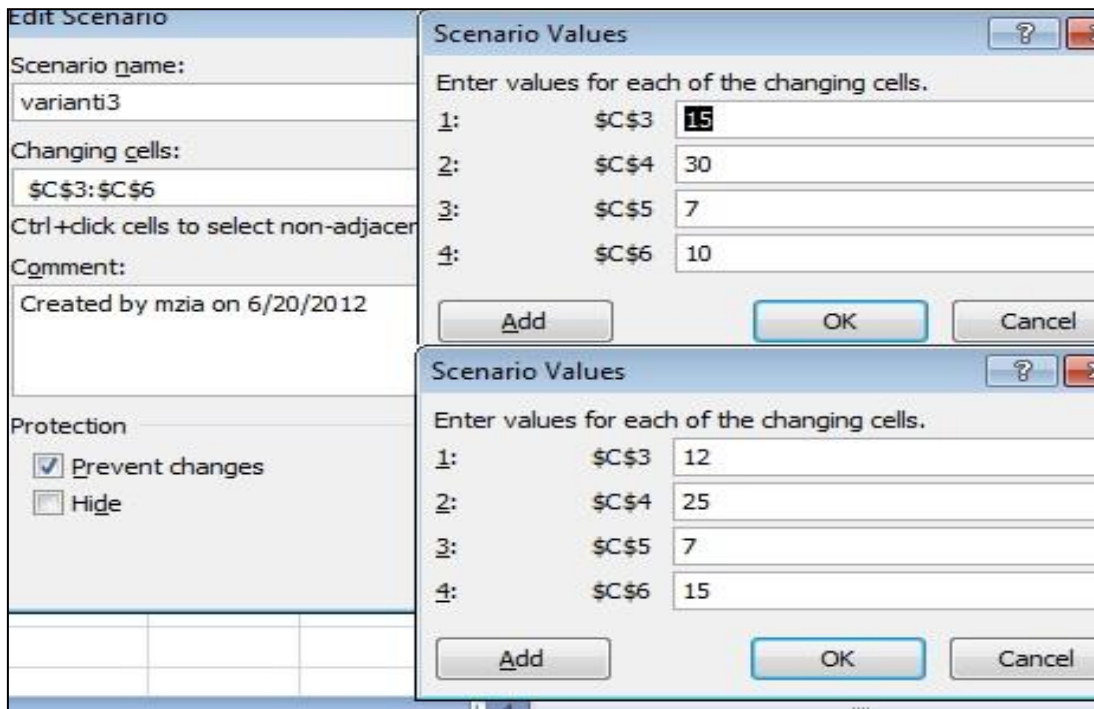 Edit Scenario
Scenario name:
varianti3
Changing cells:
$C$3:$C$6
Ctrl+click cells to select non-adjacer
Comment:
Created by mzia on 6/20/2012
Protection
Prevent changes
Hide
Scenario Values
Enter values for each of the changing cells.
1: $C$3 15
2: $C$4 30
3: $C$5 7
4: $C$6 10
Add OK Cancel
Scenario Values
Enter values for each of the changing cells.
1: $C$3 12
2: $C$4 25
3: $C$5 7
4: $C$6 15
Add OK Cancel